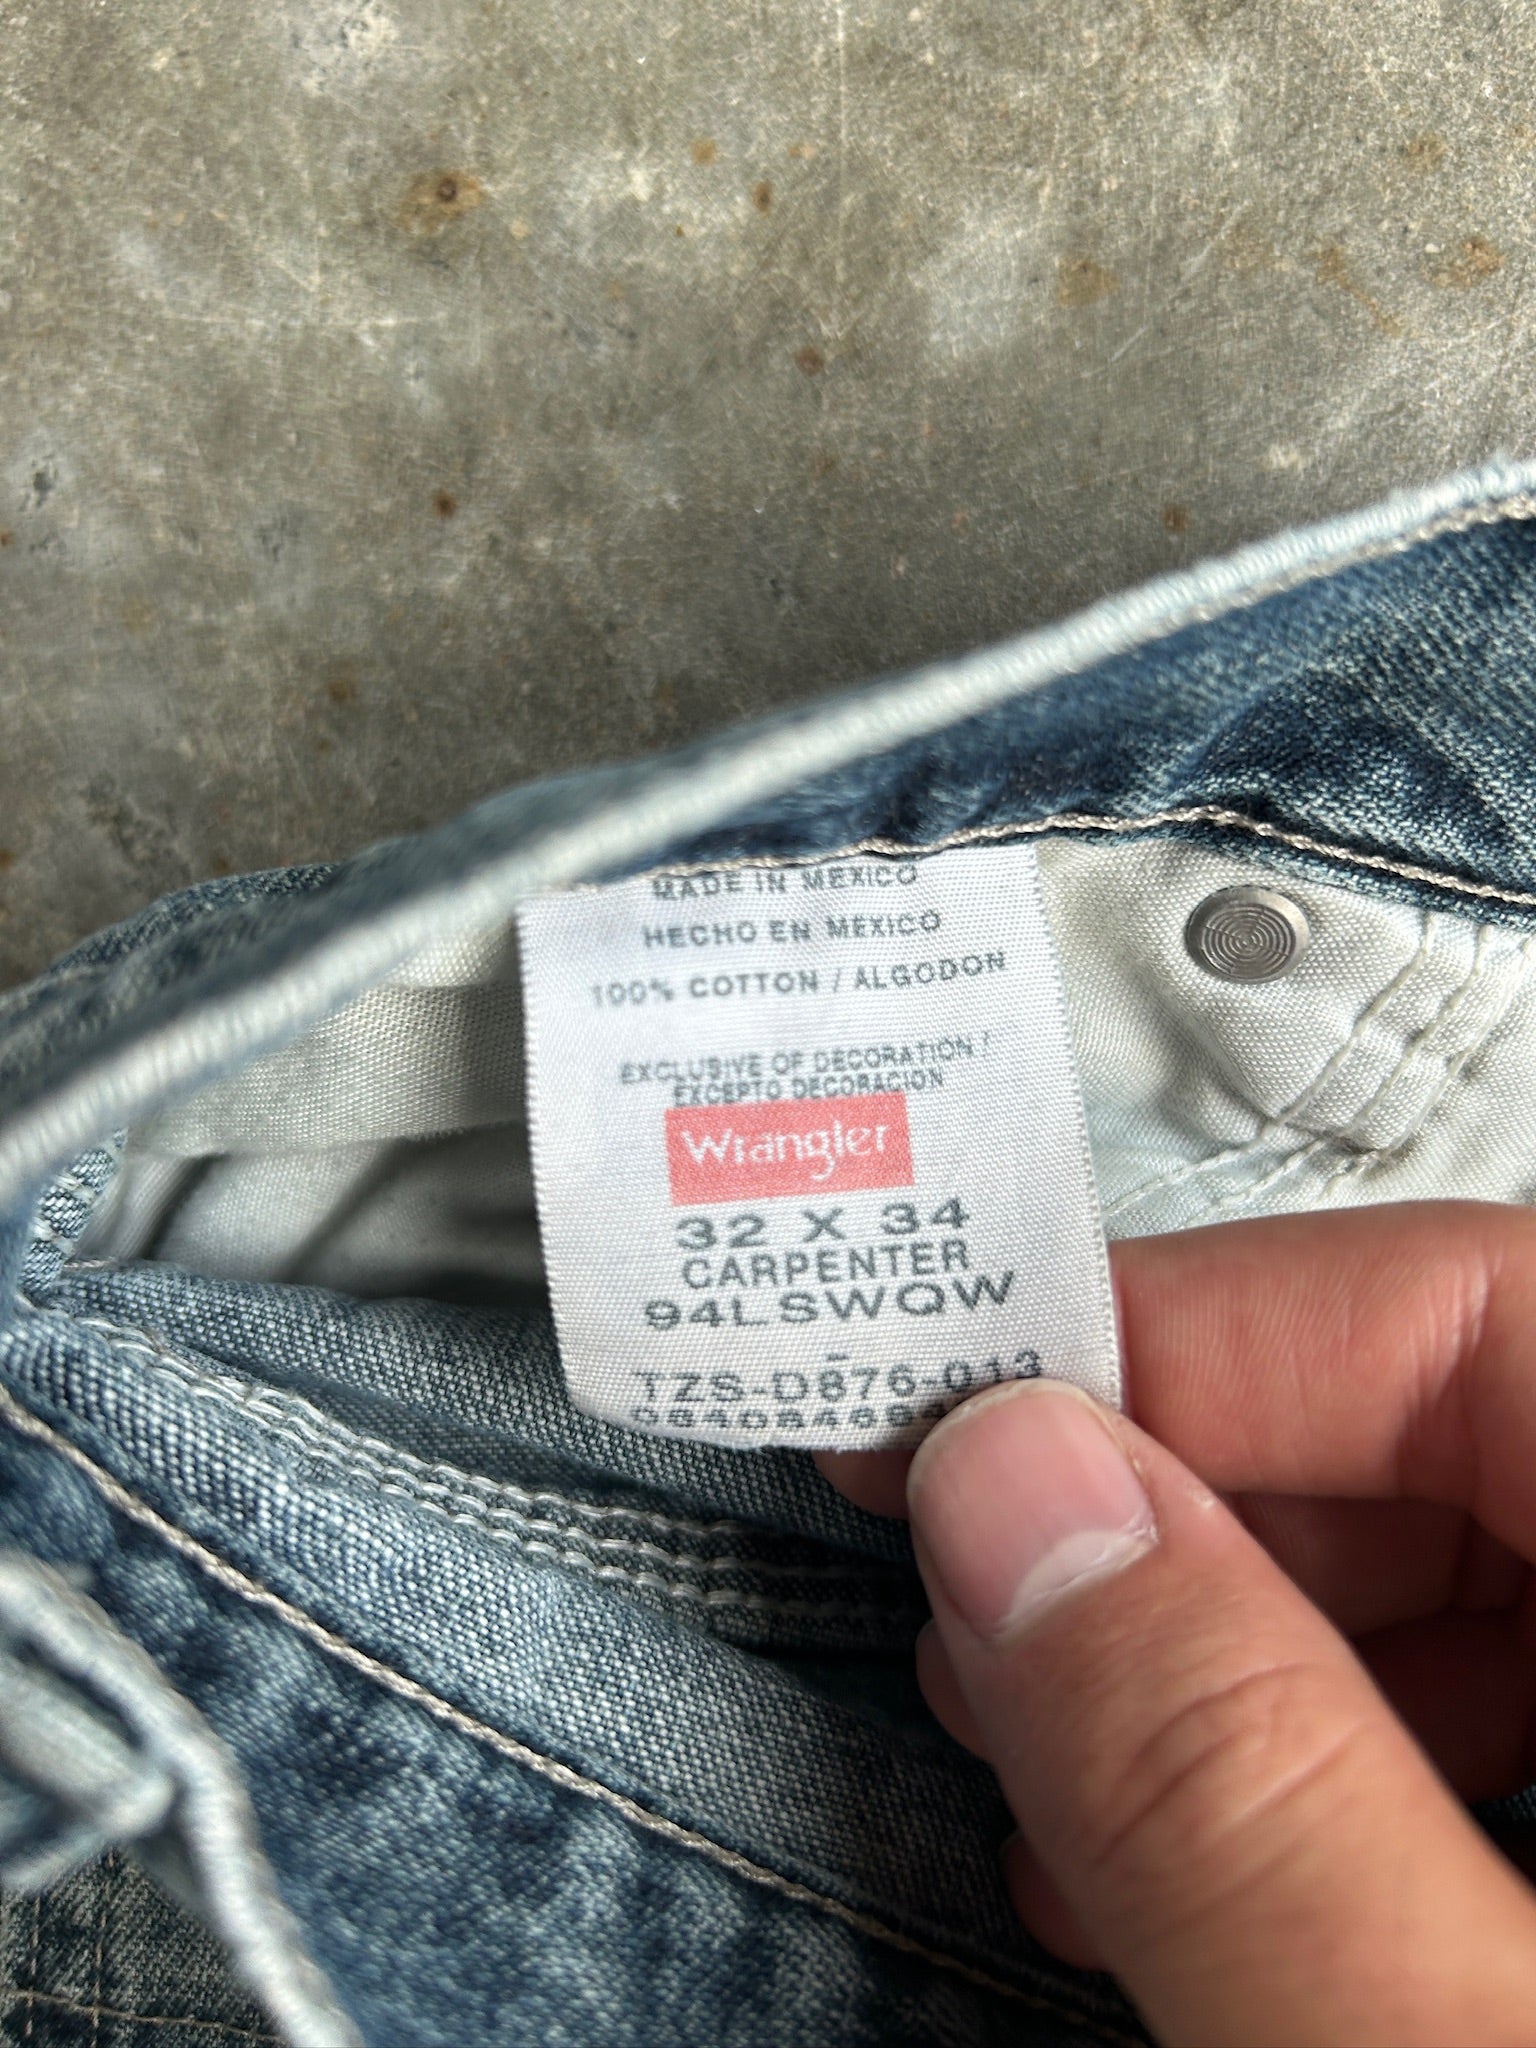 MADE IN MEXICO
HECHO EN MEXICO
100% COTTON / ALGODON
EXCLUSIVE OF DECORATION /
EXCEPTO DECORACION
Wrangler
32 X 34
CARPENTER
94LSWQW
TZS-D876-013